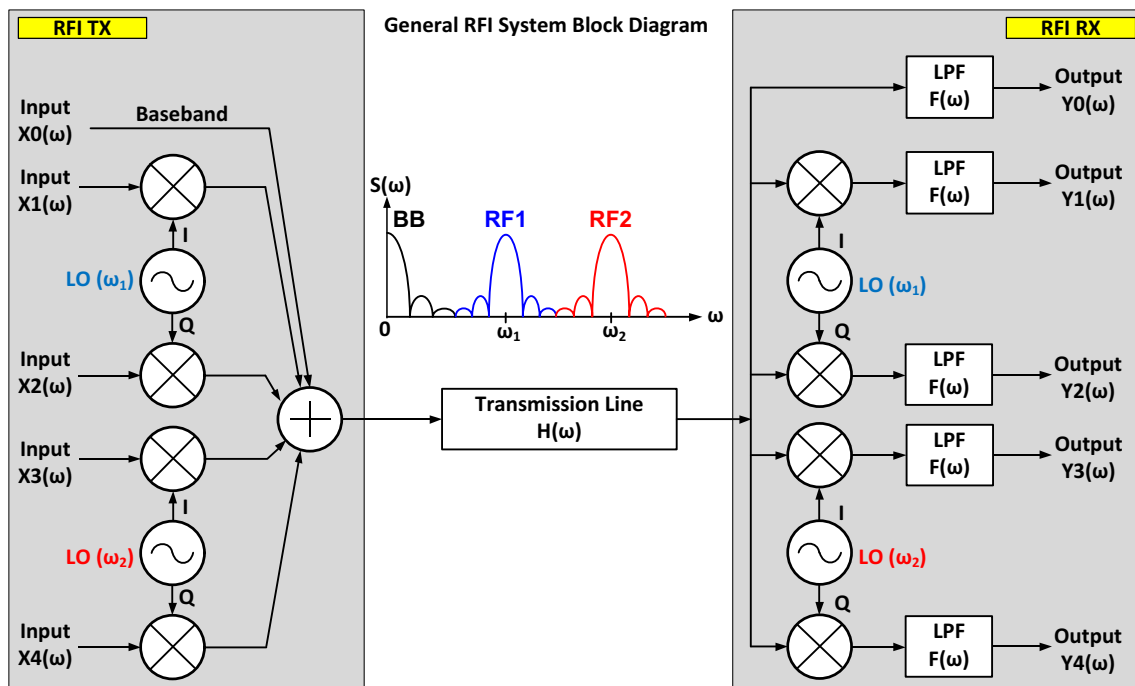 RFI TX
General RFI System Block Diagram
RFI RX
Input
X0(ω)
Baseband
Input
X1(ω)
I
LO (ω₁)
Q
Input
X2(ω)
Input
X3(ω)
I
LO (ω₂)
Q
Input
X4(ω)
S(ω)
BB
RF1
RF2
0
ω₁
ω₂
ω
Transmission Line
H(ω)
LPF
F(ω)
Output
Y0(ω)
LPF
F(ω)
Output
Y1(ω)
I
LO (ω₁)
Q
LPF
F(ω)
Output
Y2(ω)
LPF
F(ω)
Output
Y3(ω)
I
LO (ω₂)
Q
LPF
F(ω)
Output
Y4(ω)